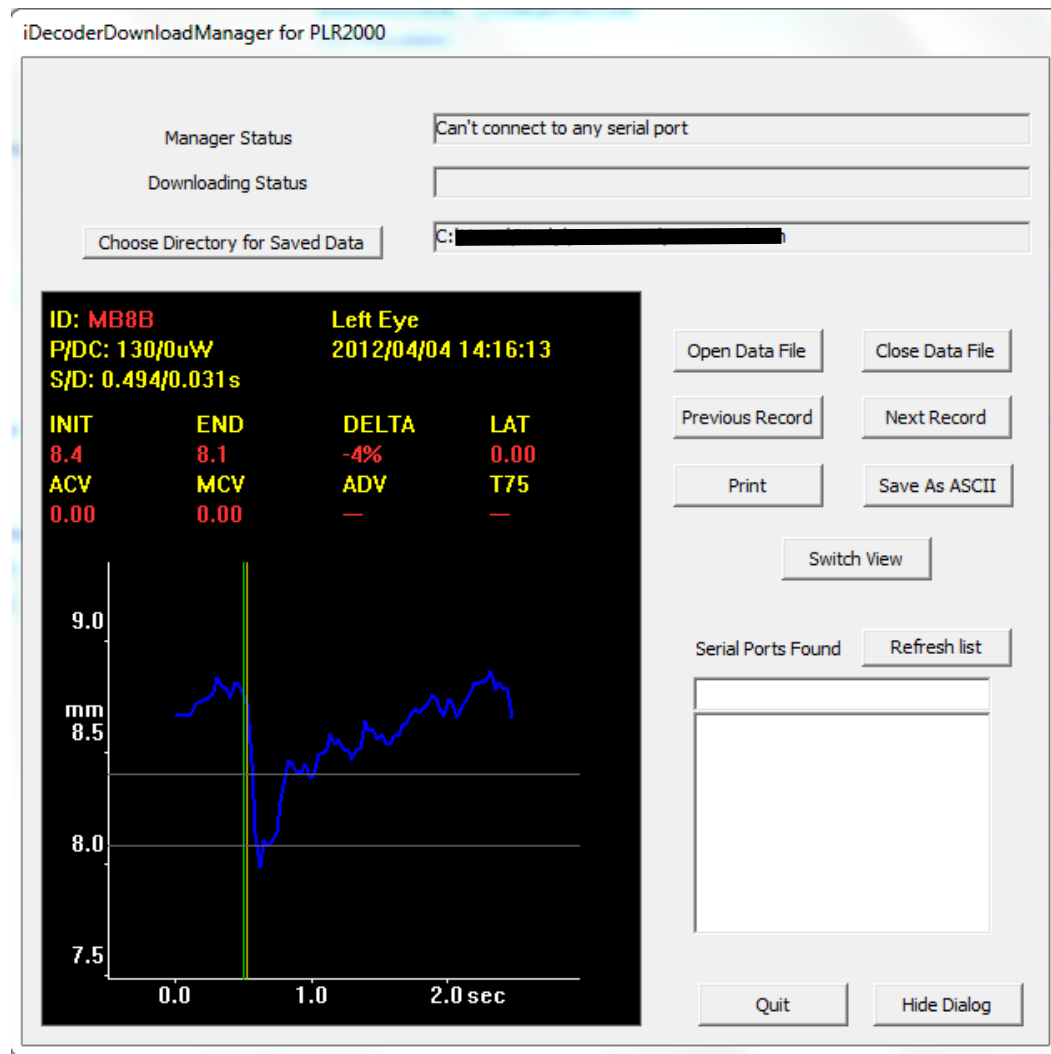 iDecoderDownloadManager for PLR2000
Manager Status
Can't connect to any serial port
Downloading Status
Choose Directory for Saved Data
C:
ID: MB8B
Left Eye
P/DC: 130/0uW
2012/04/04 14:16:13
S/D: 0.494/0.031s
INIT END DELTA LAT
8.4 8.1 -4% 0.00
ACV MCV ADV T75
0.00 0.00 — —
9.0
mm
8.5
8.0
7.5
0.0 1.0 2.0 sec
Open Data File
Close Data File
Previous Record
Next Record
Print
Save As ASCII
Switch View
Serial Ports Found
Refresh list
Quit
Hide Dialog